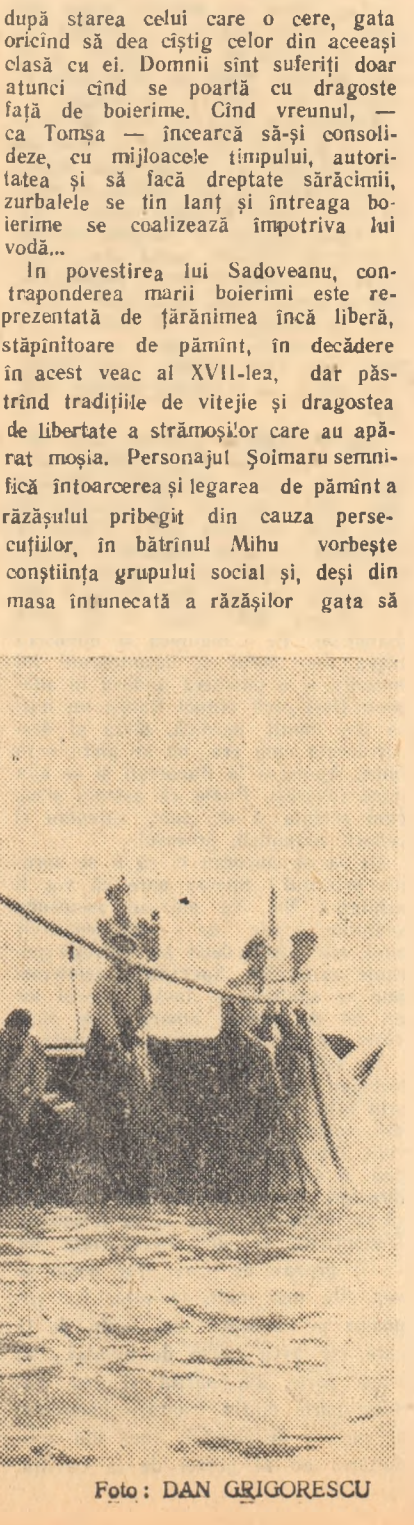 după starea celui care o cere, gata
oricînd să dea cîștig celor din aceeași
clasă cu ei. Domnii sînt suferiți doar
atunci cînd se poartă cu dragoste
față de boierime. Cînd vreunul, —
ca Tomșa — încearcă să-și consoli-
deze, cu mijloacele timpului, autori-
tatea și să facă dreptate sărăcimii,
zurbalele se țin lanț și întreaga bo-
ierime se coalizează împotriva lui
vodă...
In povestirea lui Sadoveanu, con-
traponderea marii boierimi este re-
prezentată de țărănimea încă liberă,
stăpînitoare de pămînt, în decădere
în acest veac al XVII-lea, dar păs-
trînd tradițiile de vitejie și dragostea
de libertate a strămoșilor care au apă-
rat moșia. Personajul Șoimaru semni-
fică întoarcerea și legarea de pămînt a
răzășului pribegit din cauza perse-
cuțiilor, în bătrînul Mihu vorbește
conștiința grupului social și, deși din
masa întunecată a răzășilor gata să
Foto : DAN GRIGORESCU